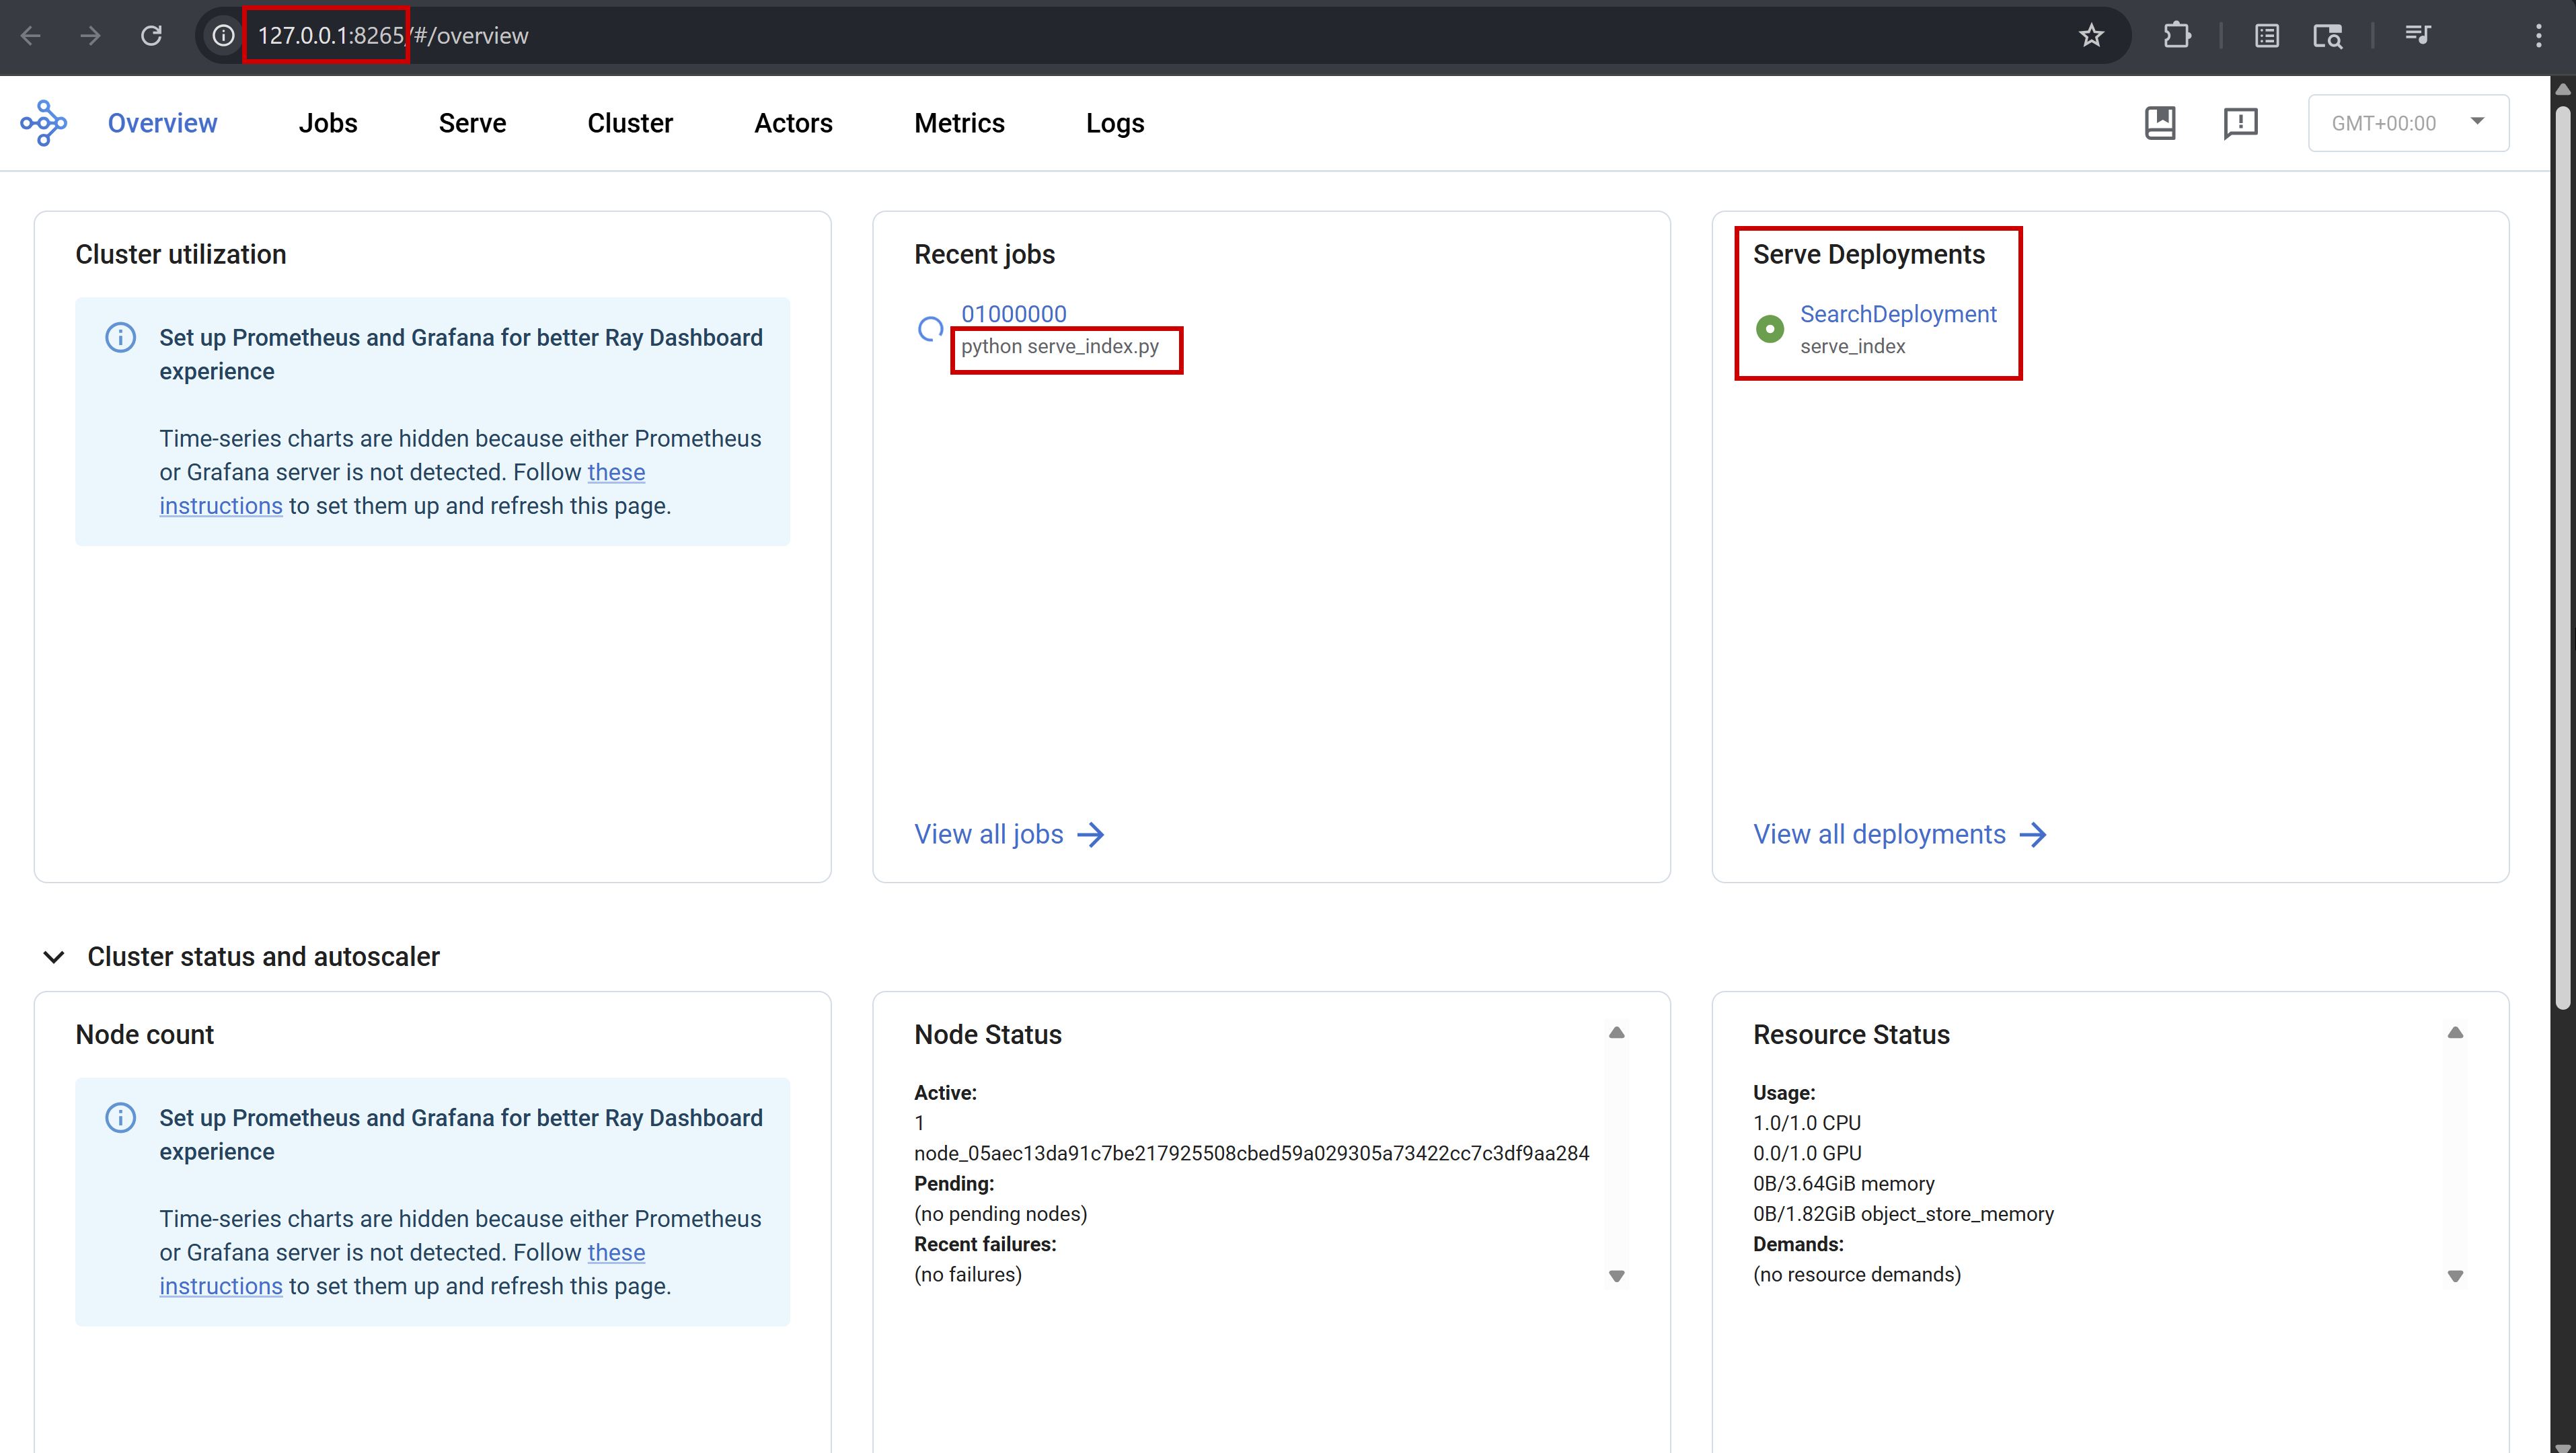 127.0.0.1:8265/#/overview
Overview
Jobs
Serve
Cluster
Actors
Metrics
Logs
GMT+00:00
Cluster utilization
Set up Prometheus and Grafana for better Ray Dashboard
experience
Time-series charts are hidden because either Prometheus
or Grafana server is not detected. Follow these
instructions to set them up and refresh this page.
Recent jobs
01000000
python serve_index.py
View all jobs
Serve Deployments
SearchDeployment
serve_index
View all deployments
Cluster status and autoscaler
Node count
Set up Prometheus and Grafana for better Ray Dashboard
experience
Time-series charts are hidden because either Prometheus
or Grafana server is not detected. Follow these
instructions to set them up and refresh this page.
Node Status
Active:
1
node_05aec13da91c7be217925508cbed59a029305a73422cc7c3df9aa284
Pending:
(no pending nodes)
Recent failures:
(no failures)
Resource Status
Usage:
1.0/1.0 CPU
0.0/1.0 GPU
0B/3.64GiB memory
0B/1.82GiB object_store_memory
Demands:
(no resource demands)